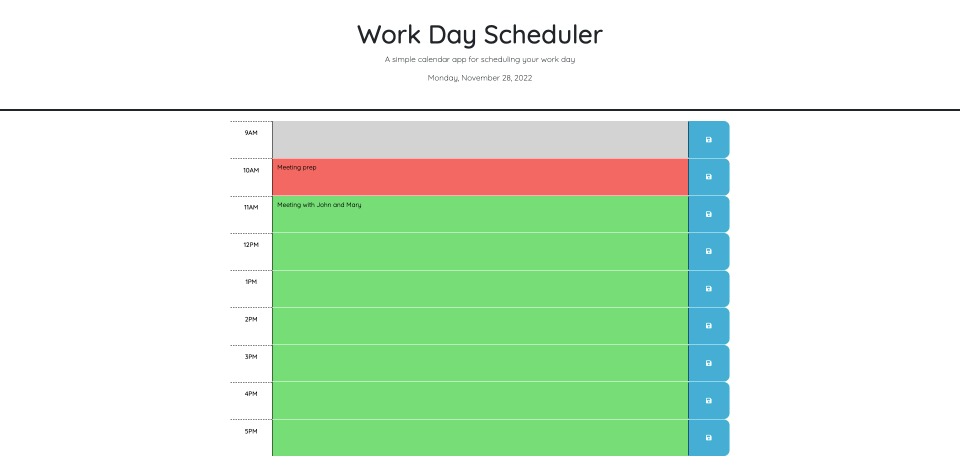 Work Day Scheduler
A simple calendar app for scheduling your work day
Monday, November 28, 2022
9AM
10AM Meeting prep
11AM Meeting with John and Mary
12PM
1PM
2PM
3PM
4PM
5PM